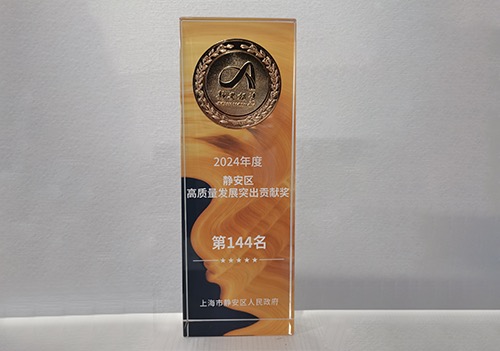 2024年度
静安区
高质量发展突出贡献奖
第144名
上海市静安区人民政府